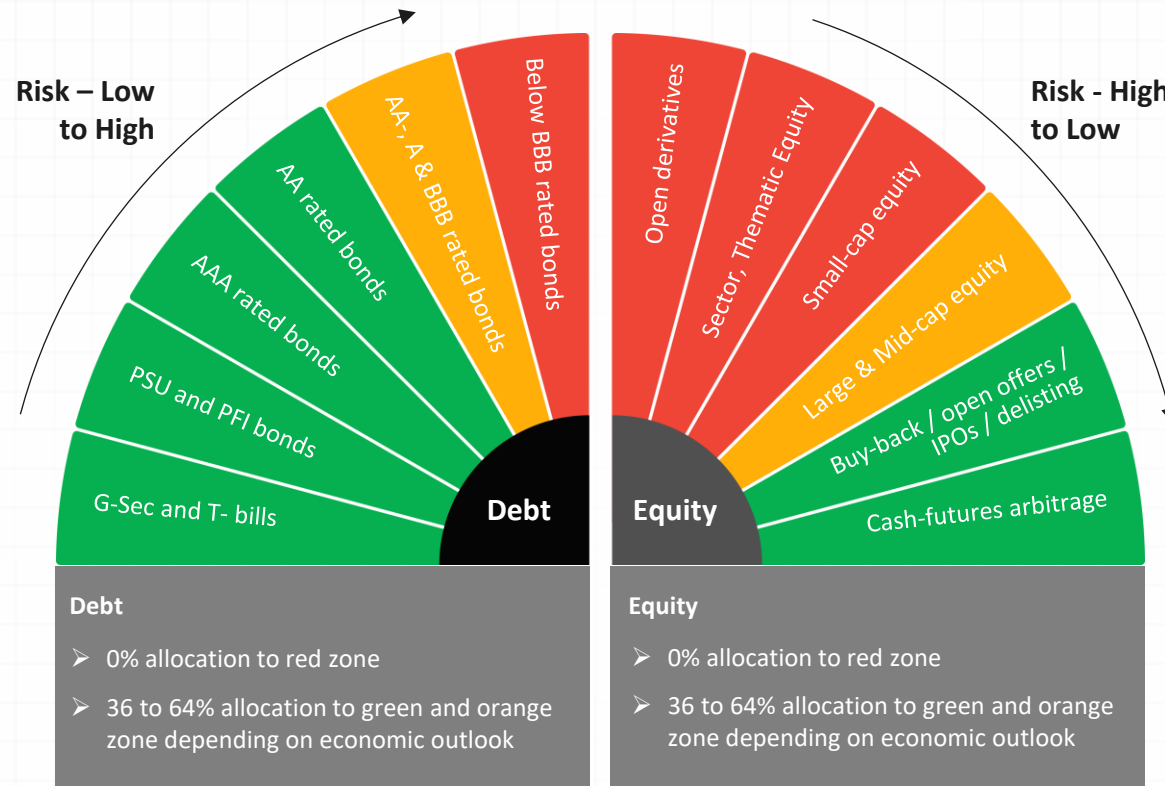 Risk – Low
to High
Risk - High
to Low
G-Sec and T- bills
PSU and PFI bonds
AAA rated bonds
AA rated bonds
AA-, A & BBB rated bonds
Below BBB rated bonds
Open derivatives
Sector, Thematic Equity
Small-cap equity
Large & Mid-cap equity
Buy-back / open offers /
IPOs / delisting
Cash-futures arbitrage
Debt
Equity
Debt
➢ 0% allocation to red zone
➢ 36 to 64% allocation to green and orange
zone depending on economic outlook
Equity
➢ 0% allocation to red zone
➢ 36 to 64% allocation to green and orange
zone depending on economic outlook